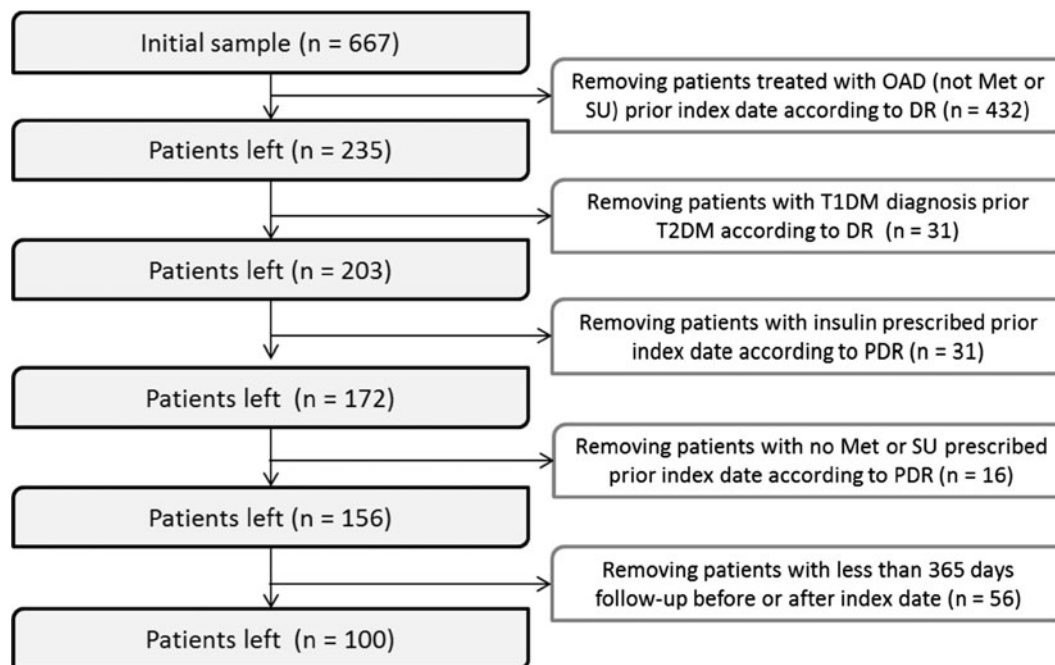 Initial sample (n = 667)
Removing patients treated with OAD (not Met or
SU) prior index date according to DR (n = 432)
Patients left (n = 235)
Removing patients with T1DM diagnosis prior
T2DM according to DR (n = 31)
Patients left (n = 203)
Removing patients with insulin prescribed prior
index date according to PDR (n = 31)
Patients left (n = 172)
Removing patients with no Met or SU prescribed
prior index date according to PDR (n = 16)
Patients left (n = 156)
Removing patients with less than 365 days
follow-up before or after index date (n = 56)
Patients left (n = 100)